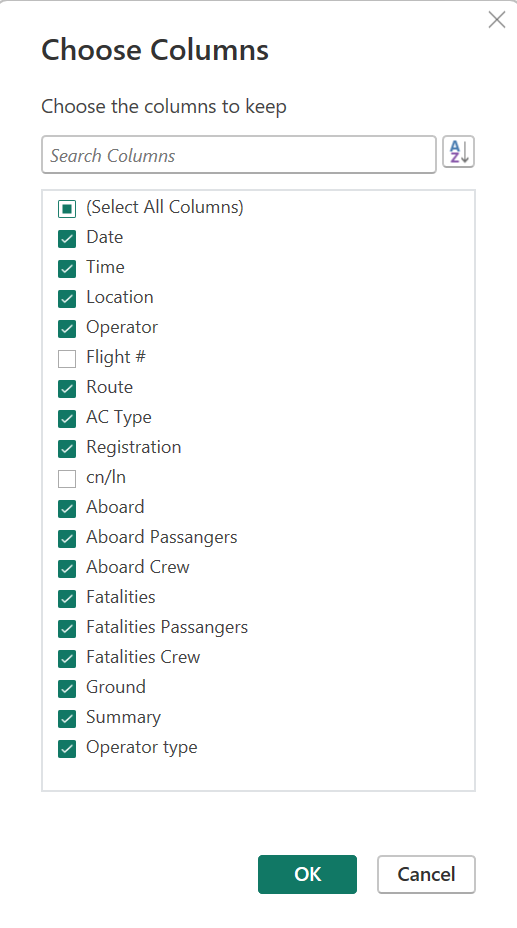 Choose Columns
Choose the columns to keep
Search Columns
A
Z
(Select All Columns)
Date
Time
Location
Operator
Flight #
Route
AC Type
Registration
cn/ln
Aboard
Aboard Passangers
Aboard Crew
Fatalities
Fatalities Passangers
Fatalities Crew
Ground
Summary
Operator type
OK Cancel